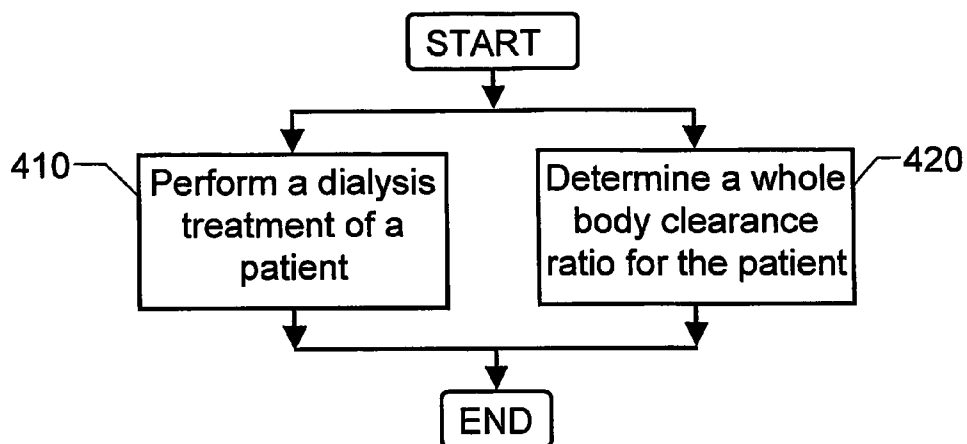 START
410
Perform a dialysis
treatment of a
patient
Determine a whole
body clearance
ratio for the patient
420
END